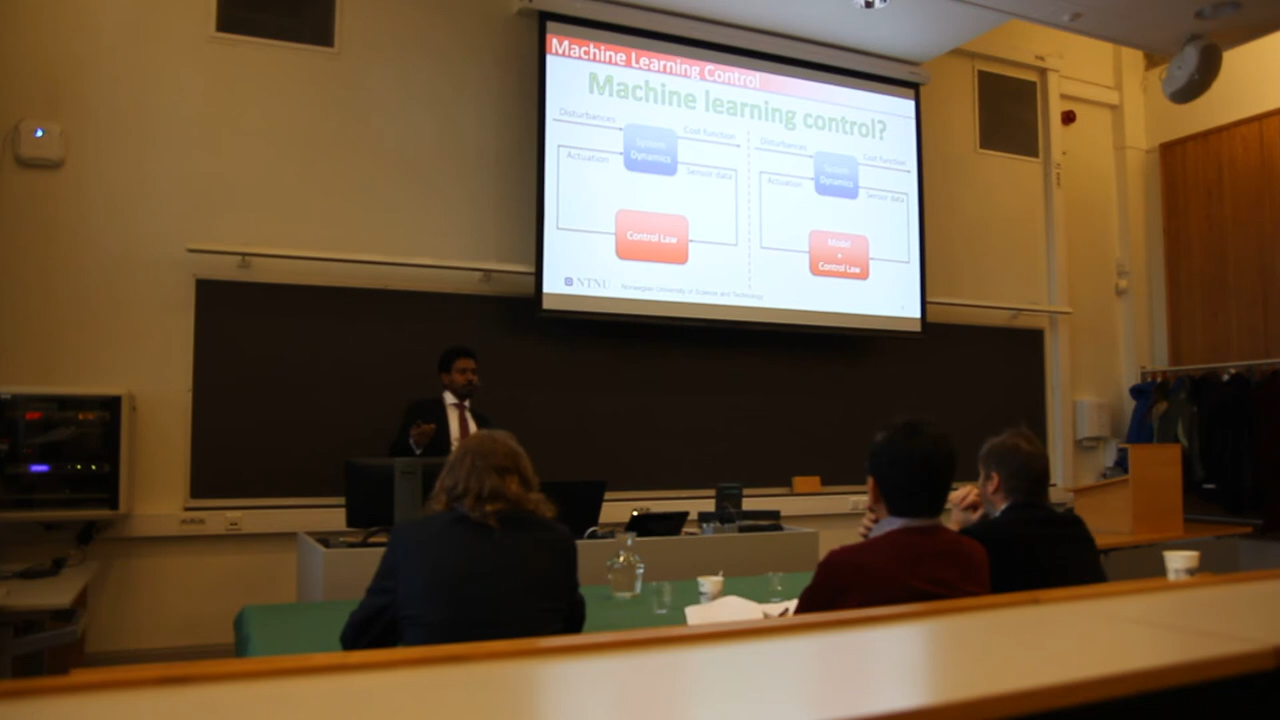 Machine Learning Control
Machine learning control?
Disturbances
Cost function
System
Dynamics
Actuation
Sensor data
Control Law
Disturbances
Cost function
System
Dynamics
Actuation
Sensor data
Model
+
Control Law
NTNU
Norwegian University of Science and Technology